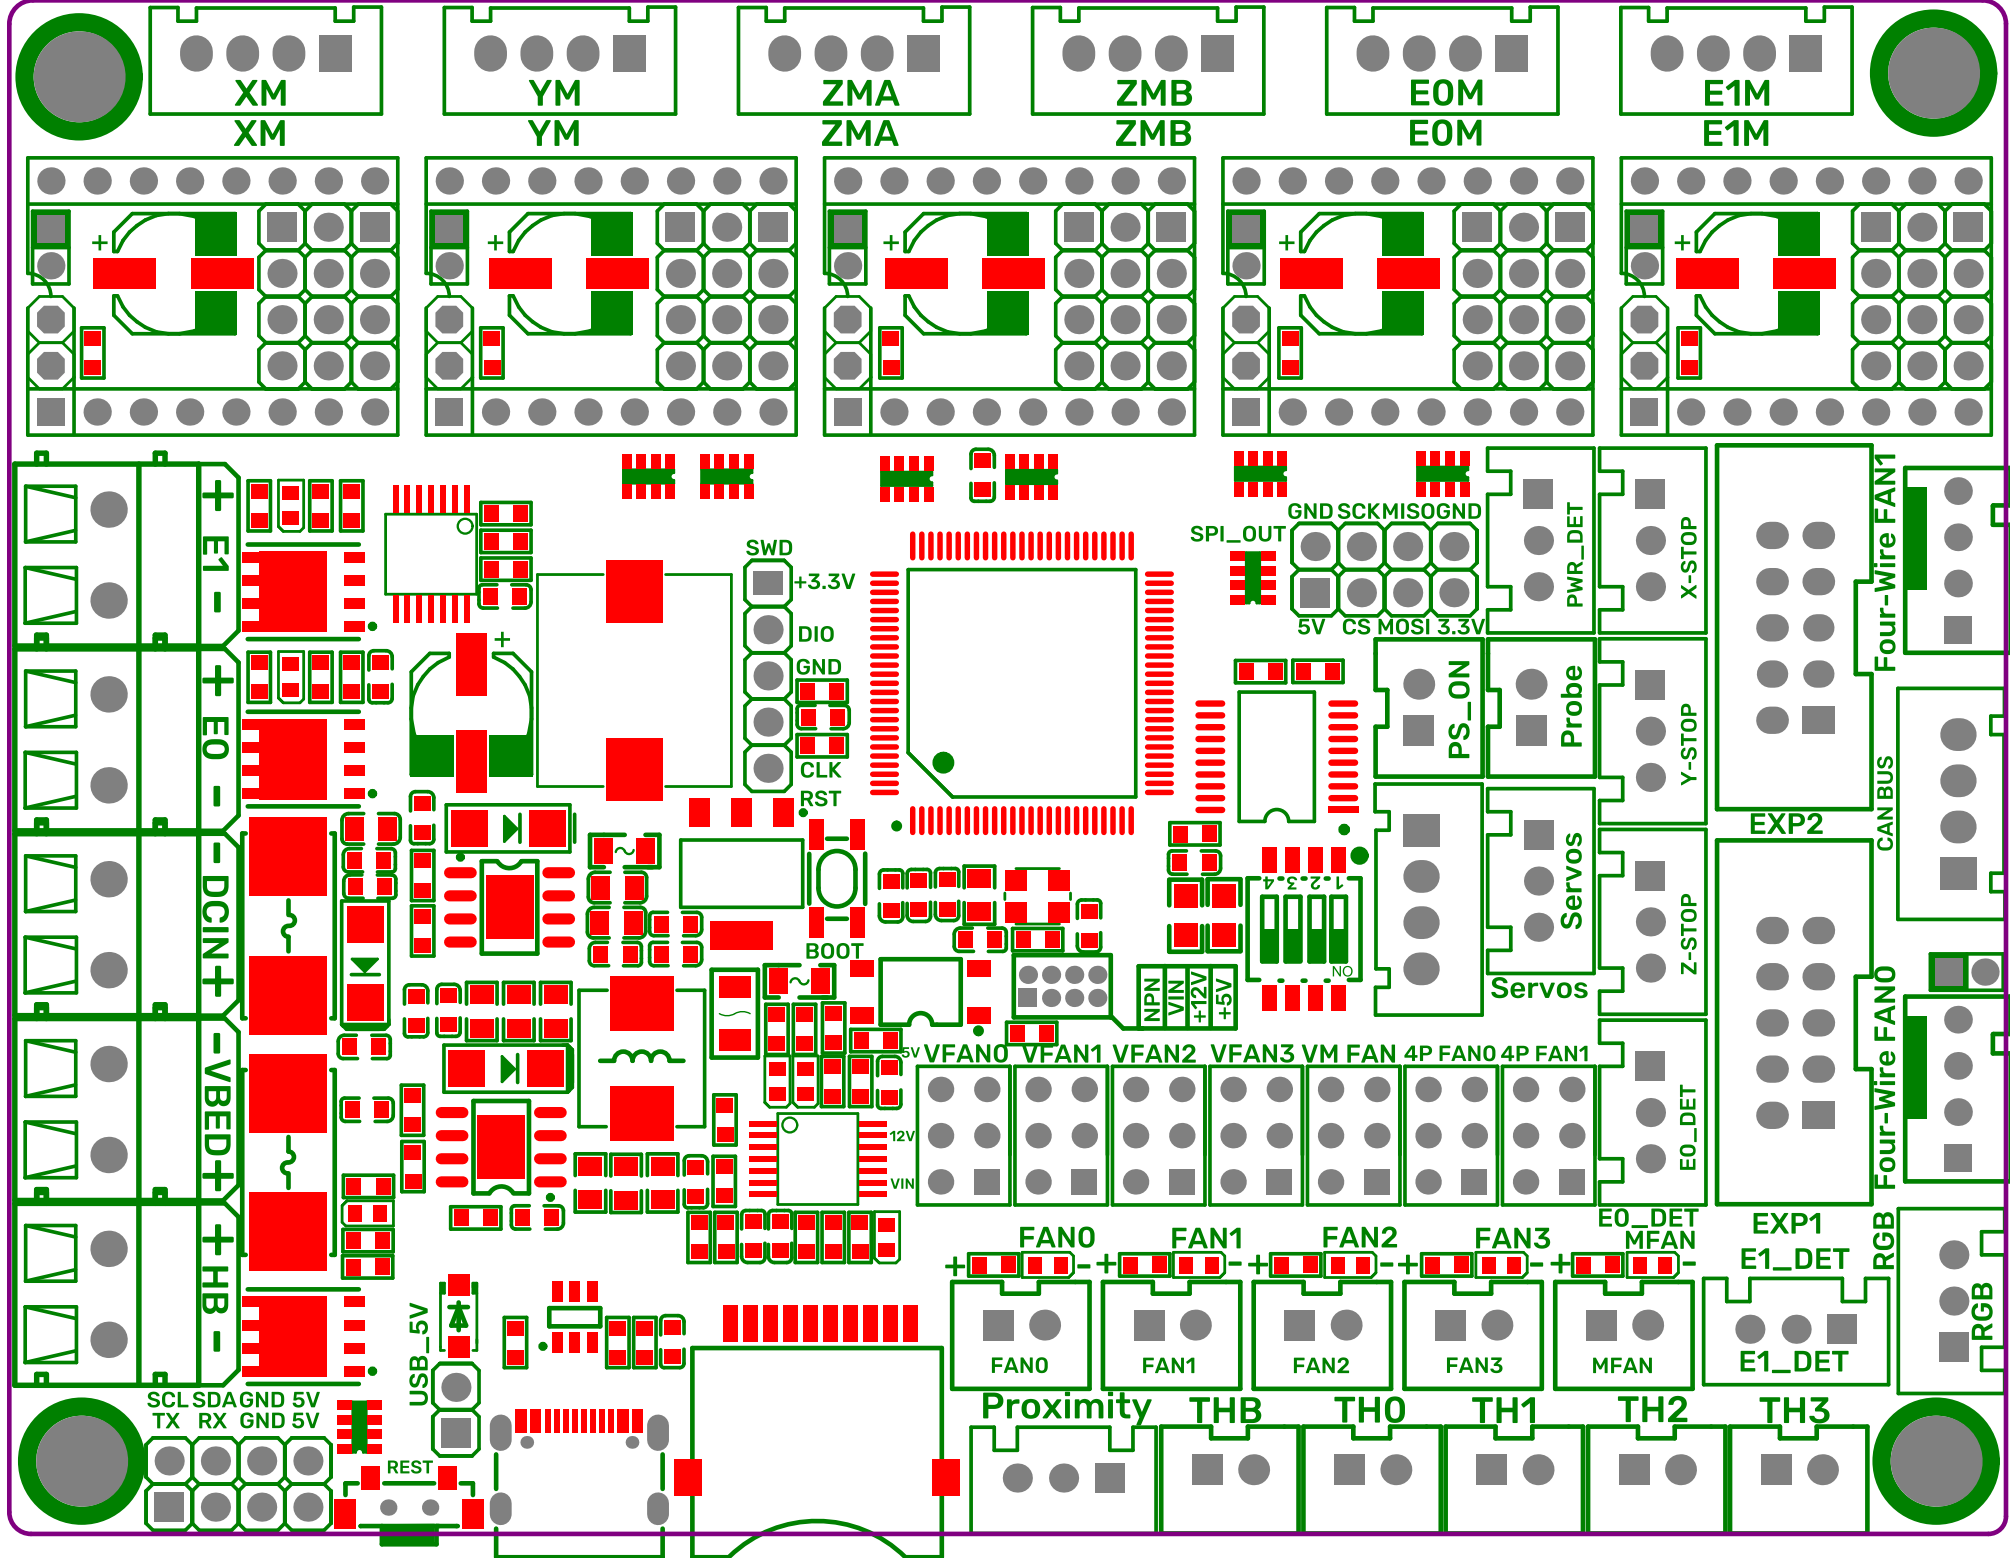 XM YM ZMA ZMB E0M E1M
XM YM ZMA ZMB E0M E1M
+ + + + +
+ E1 -
+ E0 -
- DCIN+
-VBED+
+ HB -
+
SWD
+3.3V
DIO
GND
CLK
RST
BOOT
SPI_OUT
GND SCK MISO GND
5V CS MOSI 3.3V
PWR_DET
X-STOP
Four-Wire FAN1
PS_ON
Probe
Y-STOP
EXP2
CAN BUS
4 3 2 1
NO
Servos
Servos
Z-STOP
NPN
VIN
+12V
+5V
5V
12V
VIN
VFAN0 VFAN1 VFAN2 VFAN3 VM FAN 4P FAN0 4P FAN1
E0_DET
E0_DET
Four-Wire FAN0
EXP1
RGB
RGB
FAN0 FAN1 FAN2 FAN3 MFAN
+ - + - + - + - + -
FAN0 FAN1 FAN2 FAN3 MFAN
E1_DET
E1_DET
USB_5V
SCL SDA GND 5V
TX RX GND 5V
REST
Proximity THB TH0 TH1 TH2 TH3